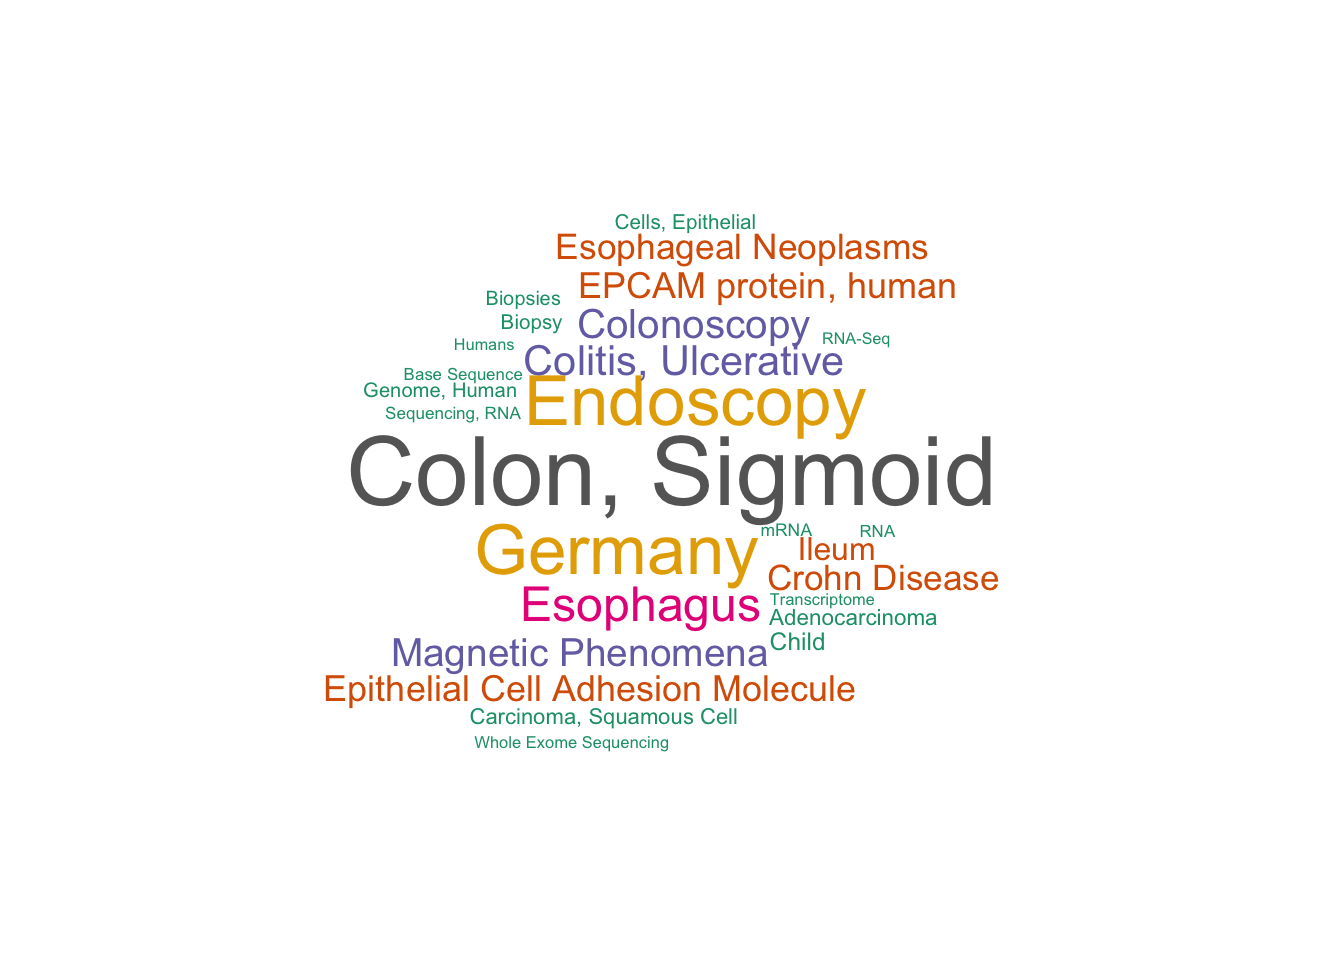 Cells, Epithelial
Esophageal Neoplasms
EPCAM protein, human
Biopsies
Biopsy
Colonoscopy
RNA-Seq
Humans
Colitis, Ulcerative
Base Sequence
Genome, Human
Endoscopy
Sequencing, RNA
Colon, Sigmoid
mRNA
RNA
Germany
Ileum
Crohn Disease
Esophagus
Transcriptome
Adenocarcinoma
Child
Magnetic Phenomena
Epithelial Cell Adhesion Molecule
Carcinoma, Squamous Cell
Whole Exome Sequencing